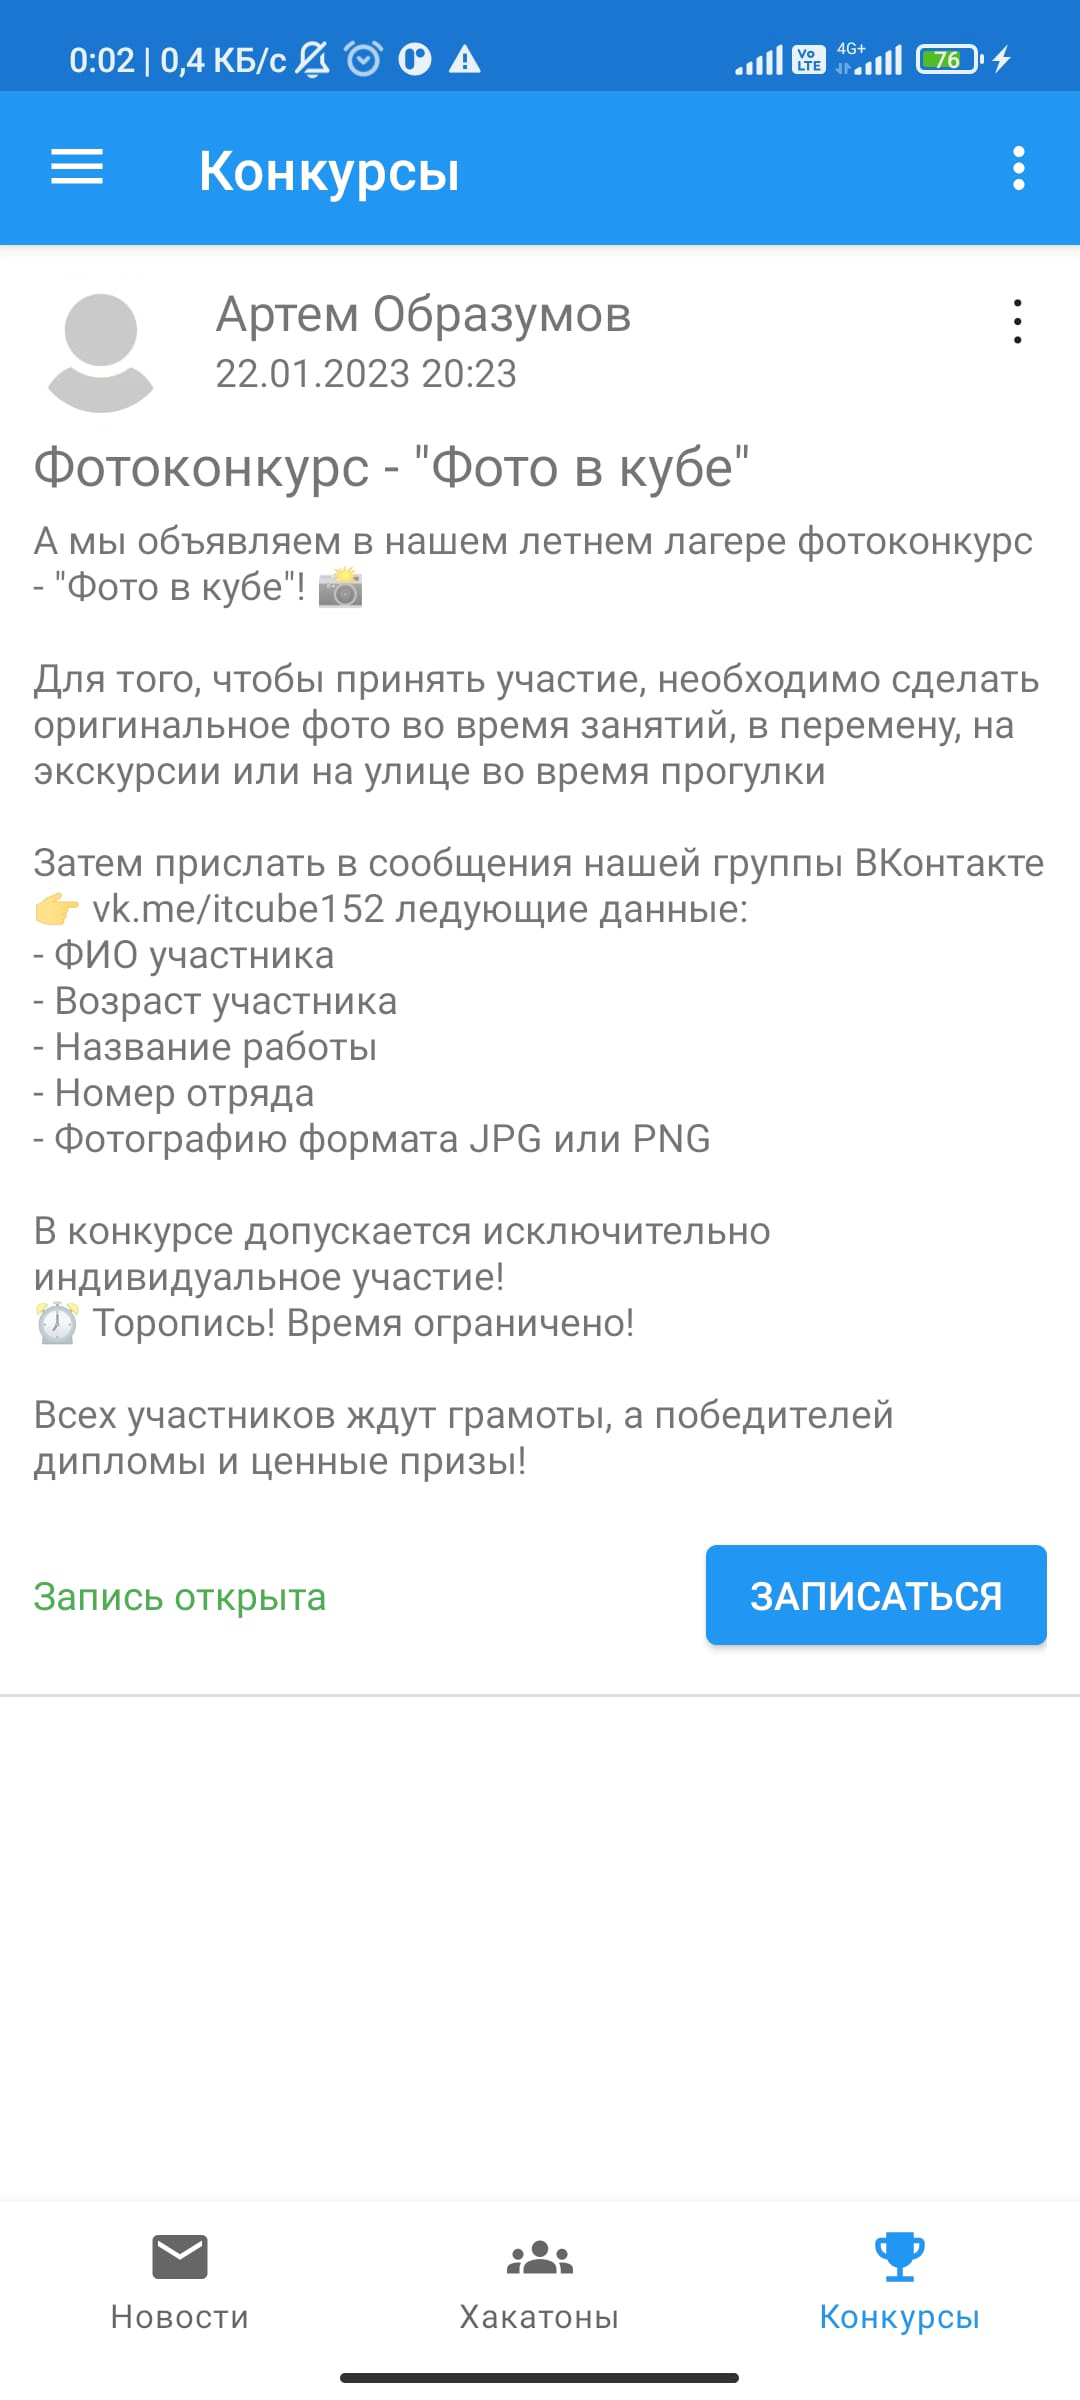 0:02 | 0,4 КБ/с
Vo LTE
4G+
76
Конкурсы
Артем Образумов
22.01.2023 20:23
Фотоконкурс - "Фото в кубе"
А мы объявляем в нашем летнем лагере фотоконкурс
- "Фото в кубе"! 📸
Для того, чтобы принять участие, необходимо сделать
оригинальное фото во время занятий, в перемену, на
экскурсии или на улице во время прогулки
Затем прислать в сообщения нашей группы ВКонтакте
👉 vk.me/itcube152 ледующие данные:
- ФИО участника
- Возраст участника
- Название работы
- Номер отряда
- Фотографию формата JPG или PNG
В конкурсе допускается исключительно
индивидуальное участие!
⏰ Торопись! Время ограничено!
Всех участников ждут грамоты, а победителей
дипломы и ценные призы!
Запись открыта
ЗАПИСАТЬСЯ
Новости
Хакатоны
Конкурсы